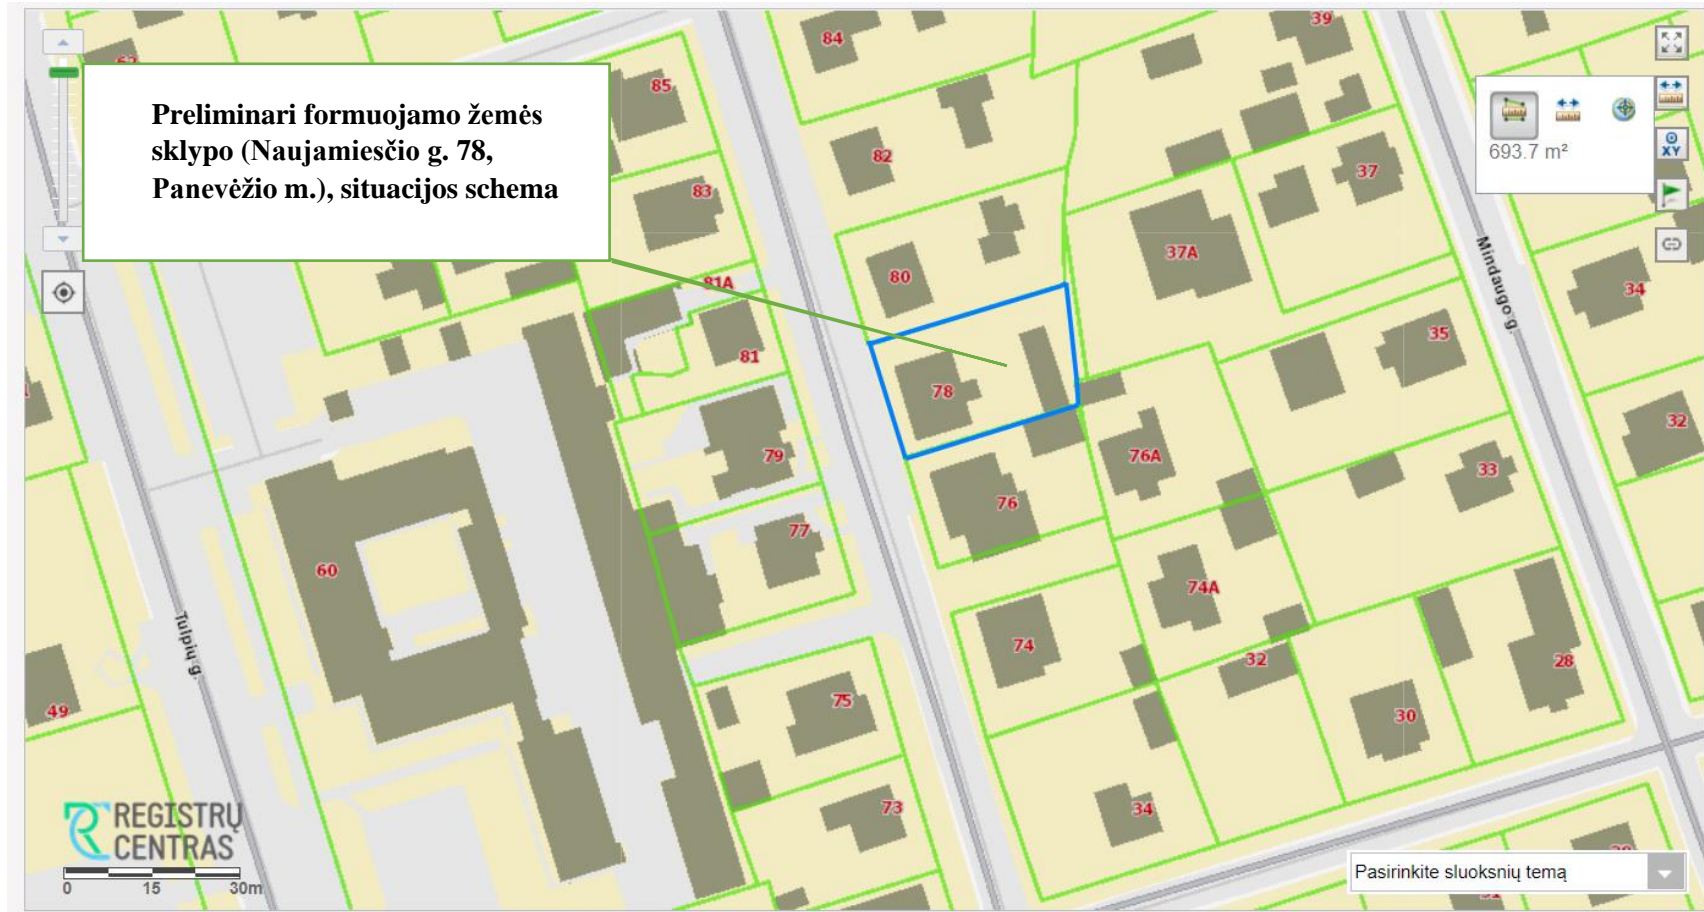 Preliminari formuojamo žemės
sklypo (Naujamiesčio g. 78,
Panevėžio m.), situacijos schema
693.7 m²
XY
84
39
85
82
83
37
37A
80
81A
34
81
35
78
32
79
76A
33
76
77
60
74A
74
32
28
49
75
30
73
34
Mindaugo g.
Tulpių g.
REGISTRŲ
CENTRAS
0 15 30m
Pasirinkite sluoksnių temą